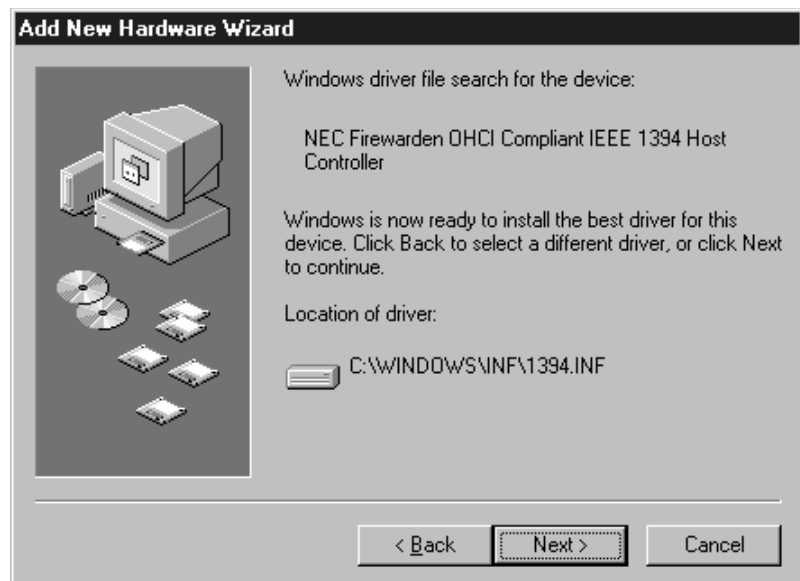 Add New Hardware Wizard
Windows driver file search for the device:
NEC Firewarden OHCI Compliant IEEE 1394 Host
Controller
Windows is now ready to install the best driver for this
device. Click Back to select a different driver, or click Next
to continue.
Location of driver:
C:\WINDOWS\INF\1394.INF
< Back
Next >
Cancel